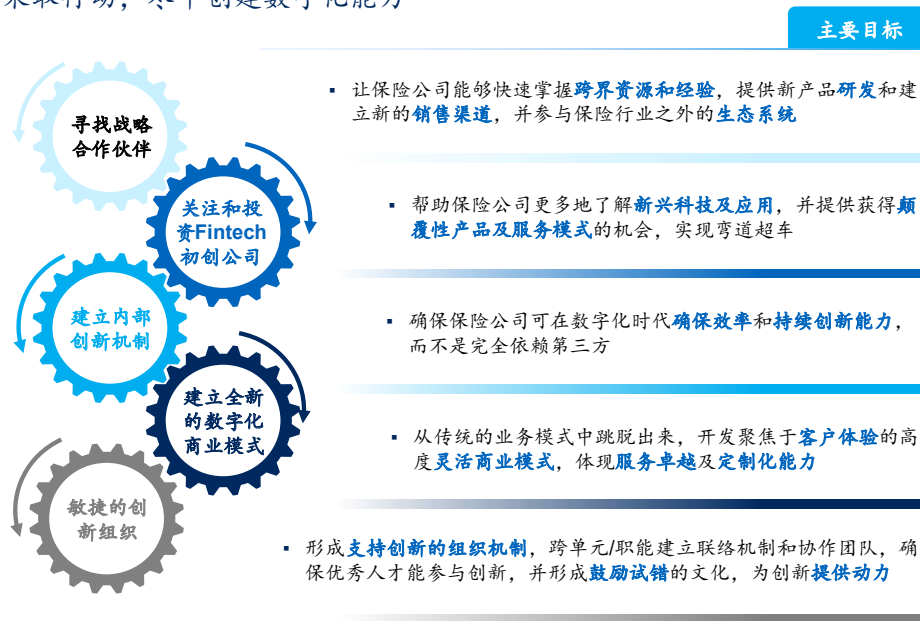 采取行动，尽早创建数字化能力
主要目标
寻找战略
合作伙伴
▪ 让保险公司能够快速掌握跨界资源和经验，提供新产品研发和建
立新的销售渠道，并参与保险行业之外的生态系统
关注和投
资Fintech
初创公司
▪ 帮助保险公司更多地了解新兴科技及应用，并提供获得颠
覆性产品及服务模式的机会，实现弯道超车
建立内部
创新机制
▪ 确保保险公司可在数字化时代确保效率和持续创新能力，
而不是完全依赖第三方
建立全新
的数字化
商业模式
▪ 从传统的业务模式中跳脱出来，开发聚焦于客户体验的高
度灵活商业模式，体现服务卓越及定制化能力
敏捷的创
新组织
▪ 形成支持创新的组织机制，跨单元/职能建立联络机制和协作团队，确
保优秀人才能参与创新，并形成鼓励试错的文化，为创新提供动力